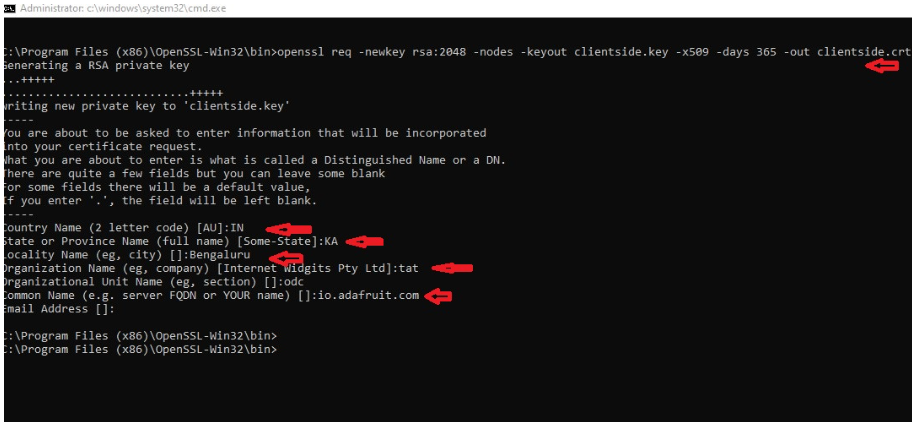 Administrator: c:\windows\system32\cmd.exe
C:\Program Files (x86)\OpenSSL-Win32\bin>openssl req -newkey rsa:2048 -nodes -keyout clientside.key -x509 -days 365 -out clientside.crt
Generating a RSA private key
...+++++
............................+++++
writing new private key to 'clientside.key'
-----
You are about to be asked to enter information that will be incorporated
into your certificate request.
What you are about to enter is what is called a Distinguished Name or a DN.
There are quite a few fields but you can leave some blank
For some fields there will be a default value,
If you enter '.', the field will be left blank.
-----
Country Name (2 letter code) [AU]:IN
State or Province Name (full name) [Some-State]:KA
Locality Name (eg, city) []:Bengaluru
Organization Name (eg, company) [Internet Widgits Pty Ltd]:tat
Organizational Unit Name (eg, section) []:odc
Common Name (e.g. server FQDN or YOUR name) []:io.adafruit.com
Email Address []:
C:\Program Files (x86)\OpenSSL-Win32\bin>
C:\Program Files (x86)\OpenSSL-Win32\bin>